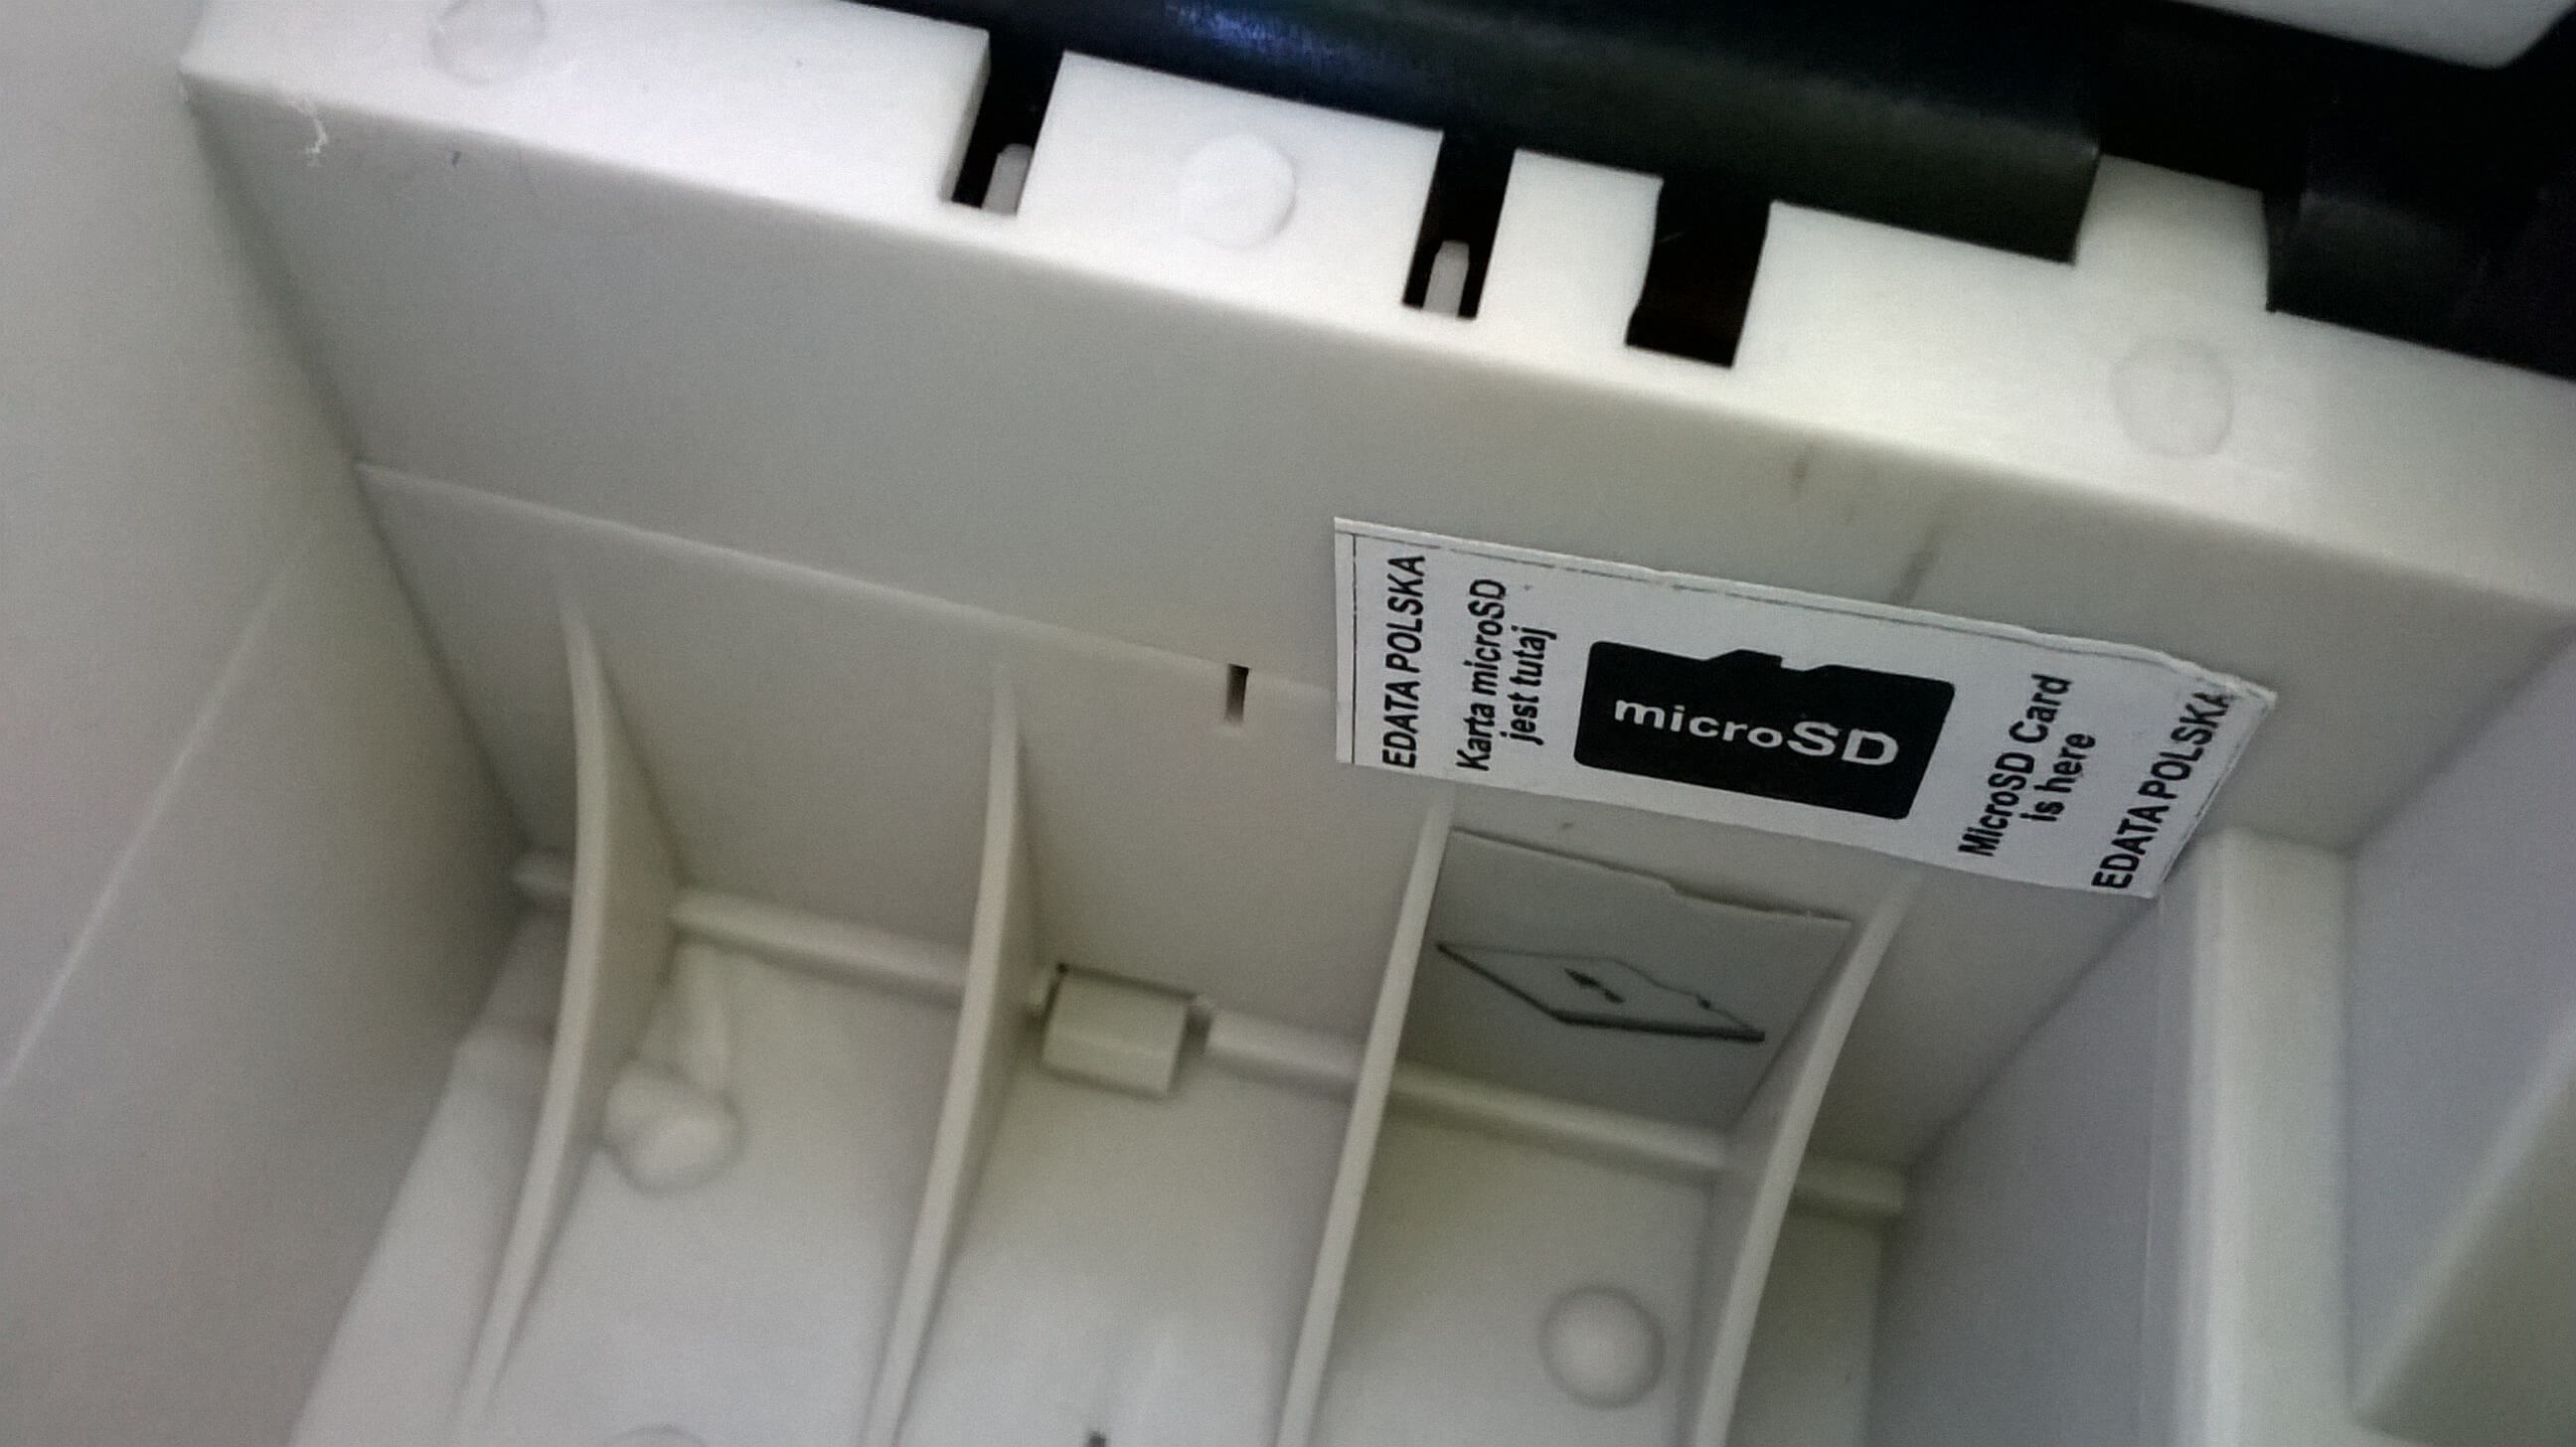 EDATA POLSKA
Karta microSD
jest tutaj
microSD
MicroSD Card
is here
EDATA POLSKA